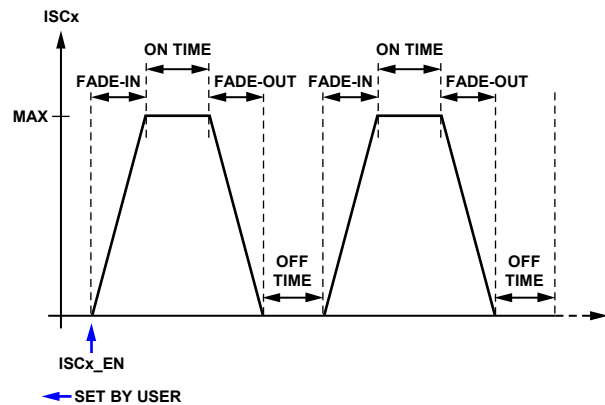 ISCx
ON TIME
ON TIME
FADE-IN
FADE-OUT
FADE-IN
FADE-OUT
MAX
OFF
TIME
OFF
TIME
ISCx_EN
SET BY USER